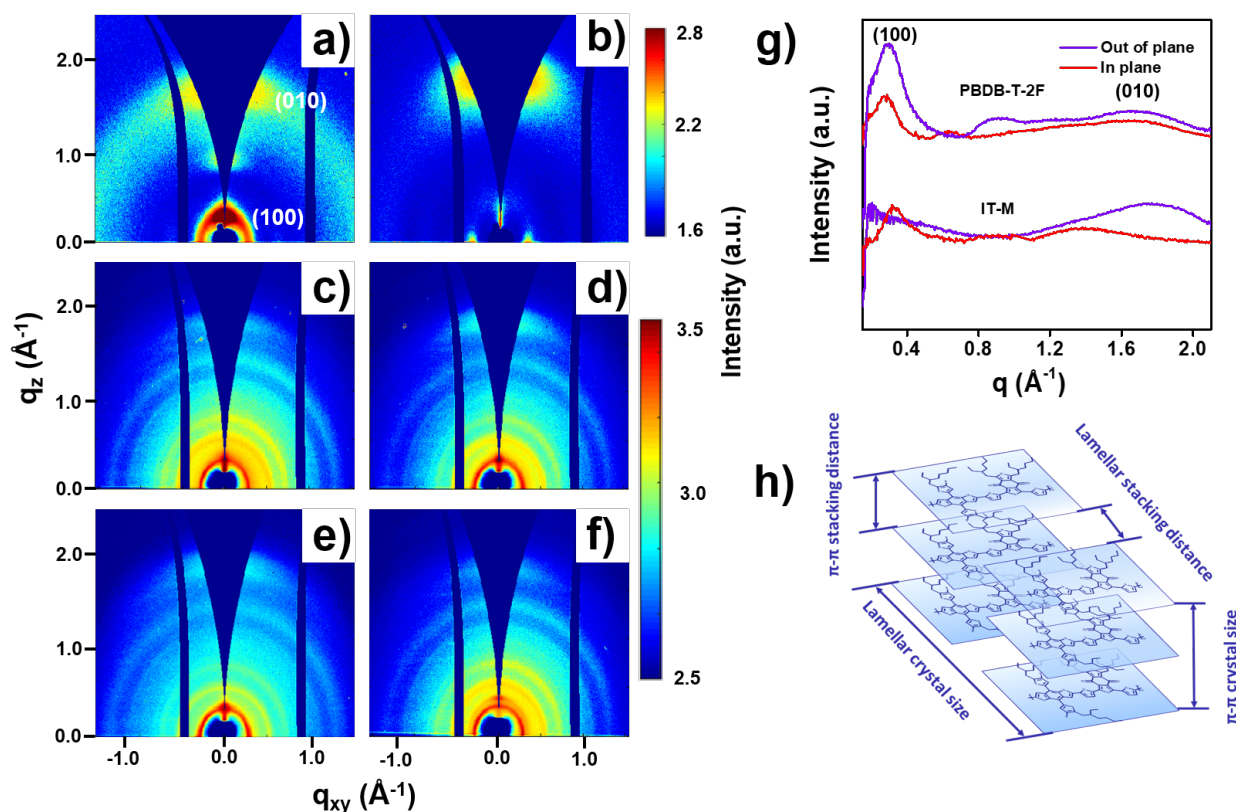 a)
b)
2.0
1.0
0.0
(010)
(100)
2.8
2.2
1.6
c)
d)
2.0
1.0
0.0
e)
f)
2.0
1.0
0.0
3.5
3.0
2.5
Intensity (a.u.)
qz (Å-1)
-1.0
0.0
1.0
-1.0
0.0
1.0
qxy (Å-1)
g)
(100)
Out of plane
In plane
PBDB-T-2F
(010)
IT-M
Intensity (a.u.)
0.4
0.8
1.2
1.6
2.0
q (Å-1)
h)
π-π stacking distance
Lamellar stacking distance
Lamellar crystal size
π-π crystal size